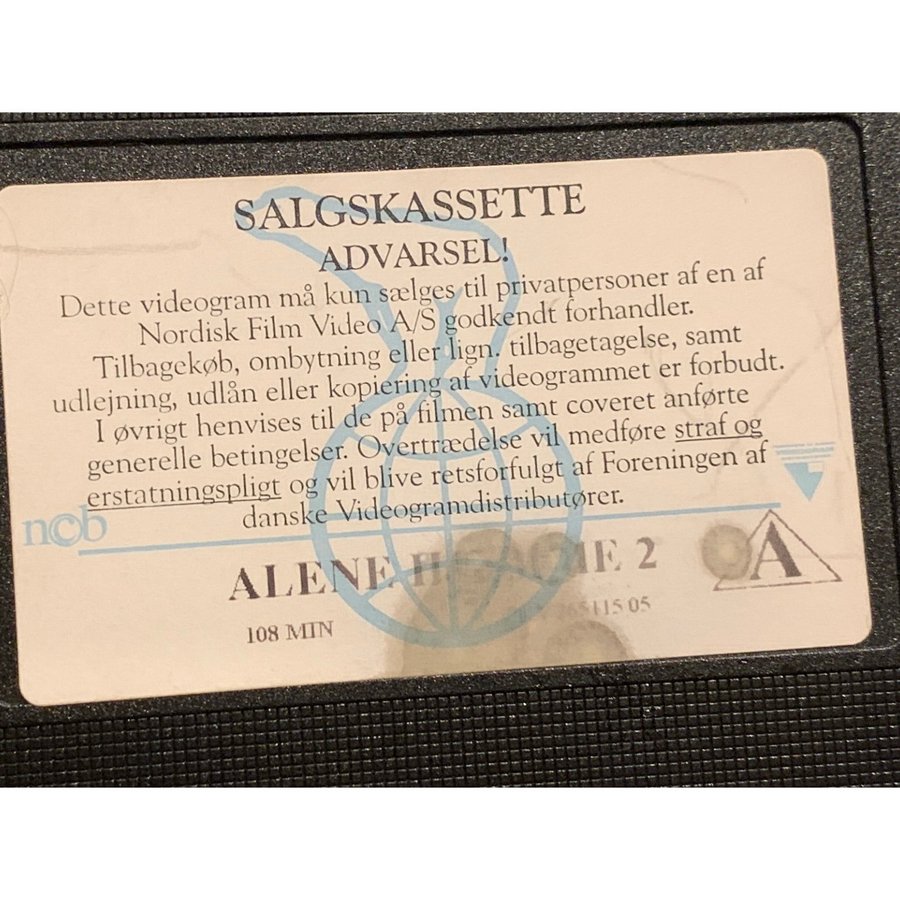 SALGSKASSETTE
ADVARSEL!
Dette videogram må kun sælges til privatpersoner af en af
Nordisk Film Video A/S godkendt forhandler.
Tilbagekøb, ombytning eller lign. tilbagetagelse, samt
udlejning, udlån eller kopiering af videogrammet er forbudt.
I øvrigt henvises til de på filmen samt coveret anførte
generelle betingelser. Overtrædelse vil medføre straf og
erstatningspligt og vil blive retsforfulgt af Foreningen af
danske Videogramdistributører.
ncb
ALENE 2
A
108 MIN